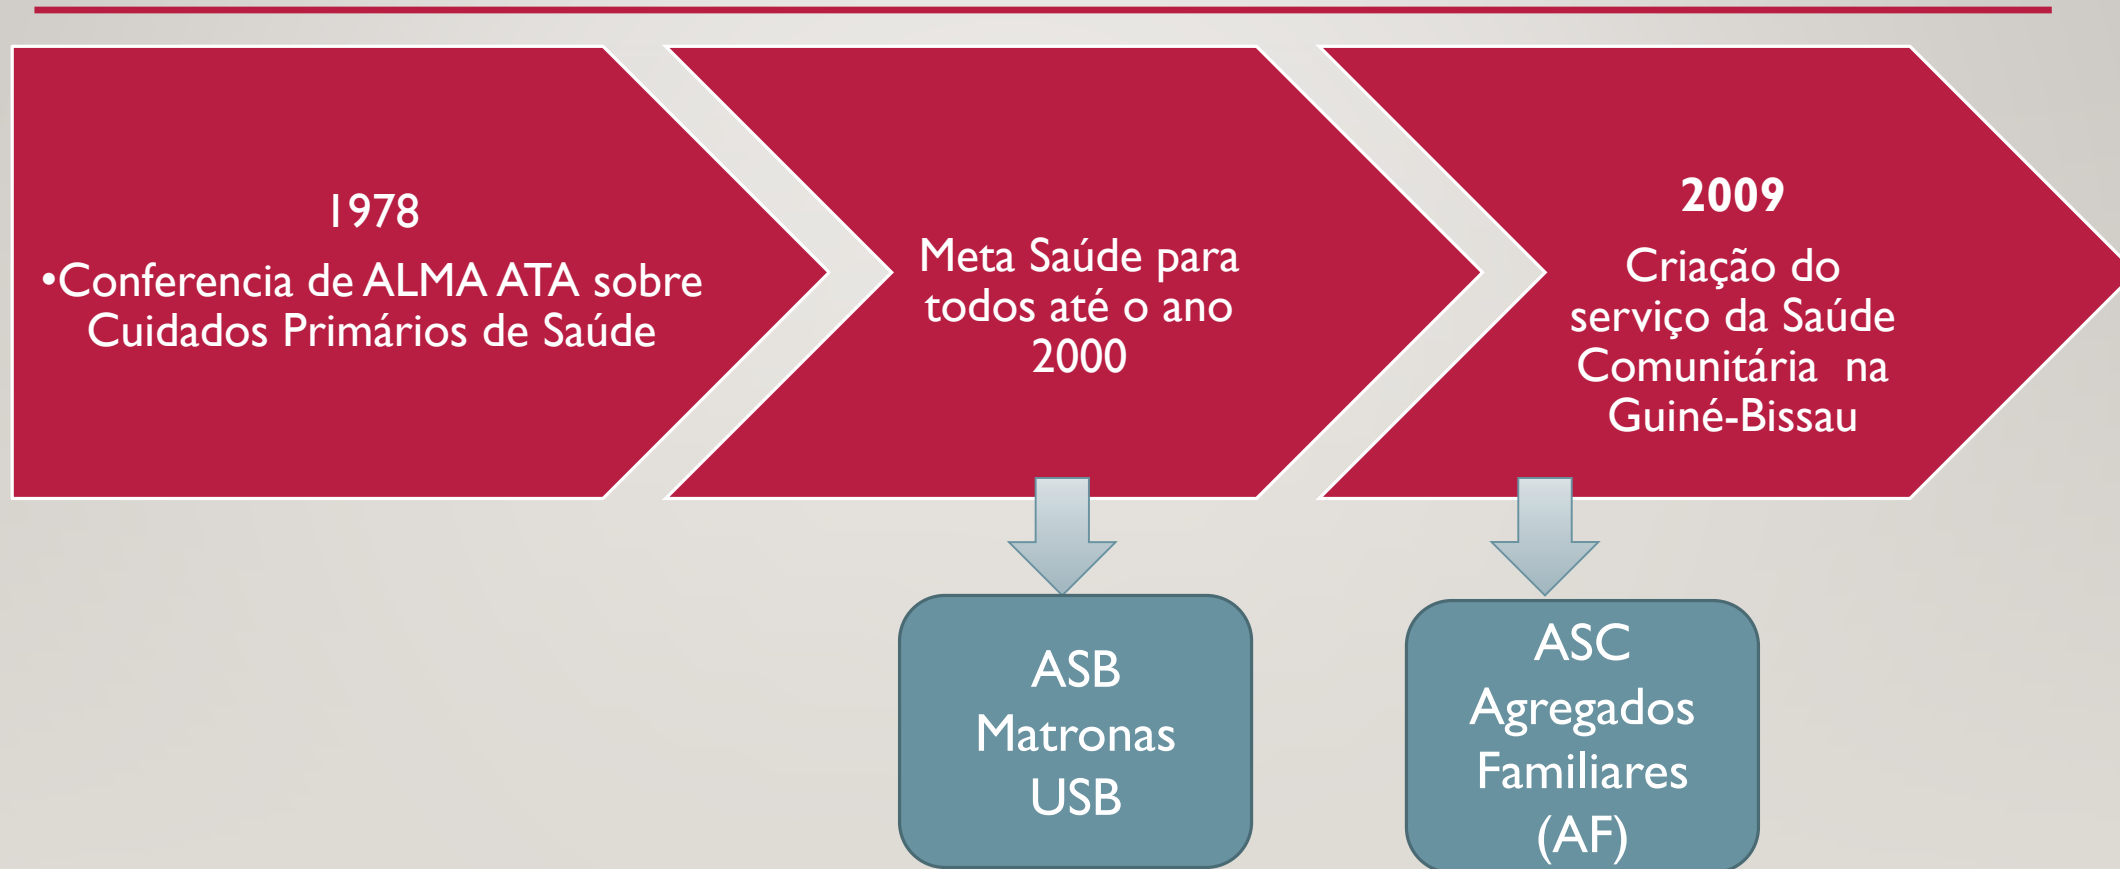 1978
•Conferencia de ALMA ATA sobre
Cuidados Primários de Saúde
Meta Saúde para
todos até o ano
2000
2009
Criação do
serviço da Saúde
Comunitária na
Guiné-Bissau
ASB
Matronas
USB
ASC
Agregados
Familiares
(AF)